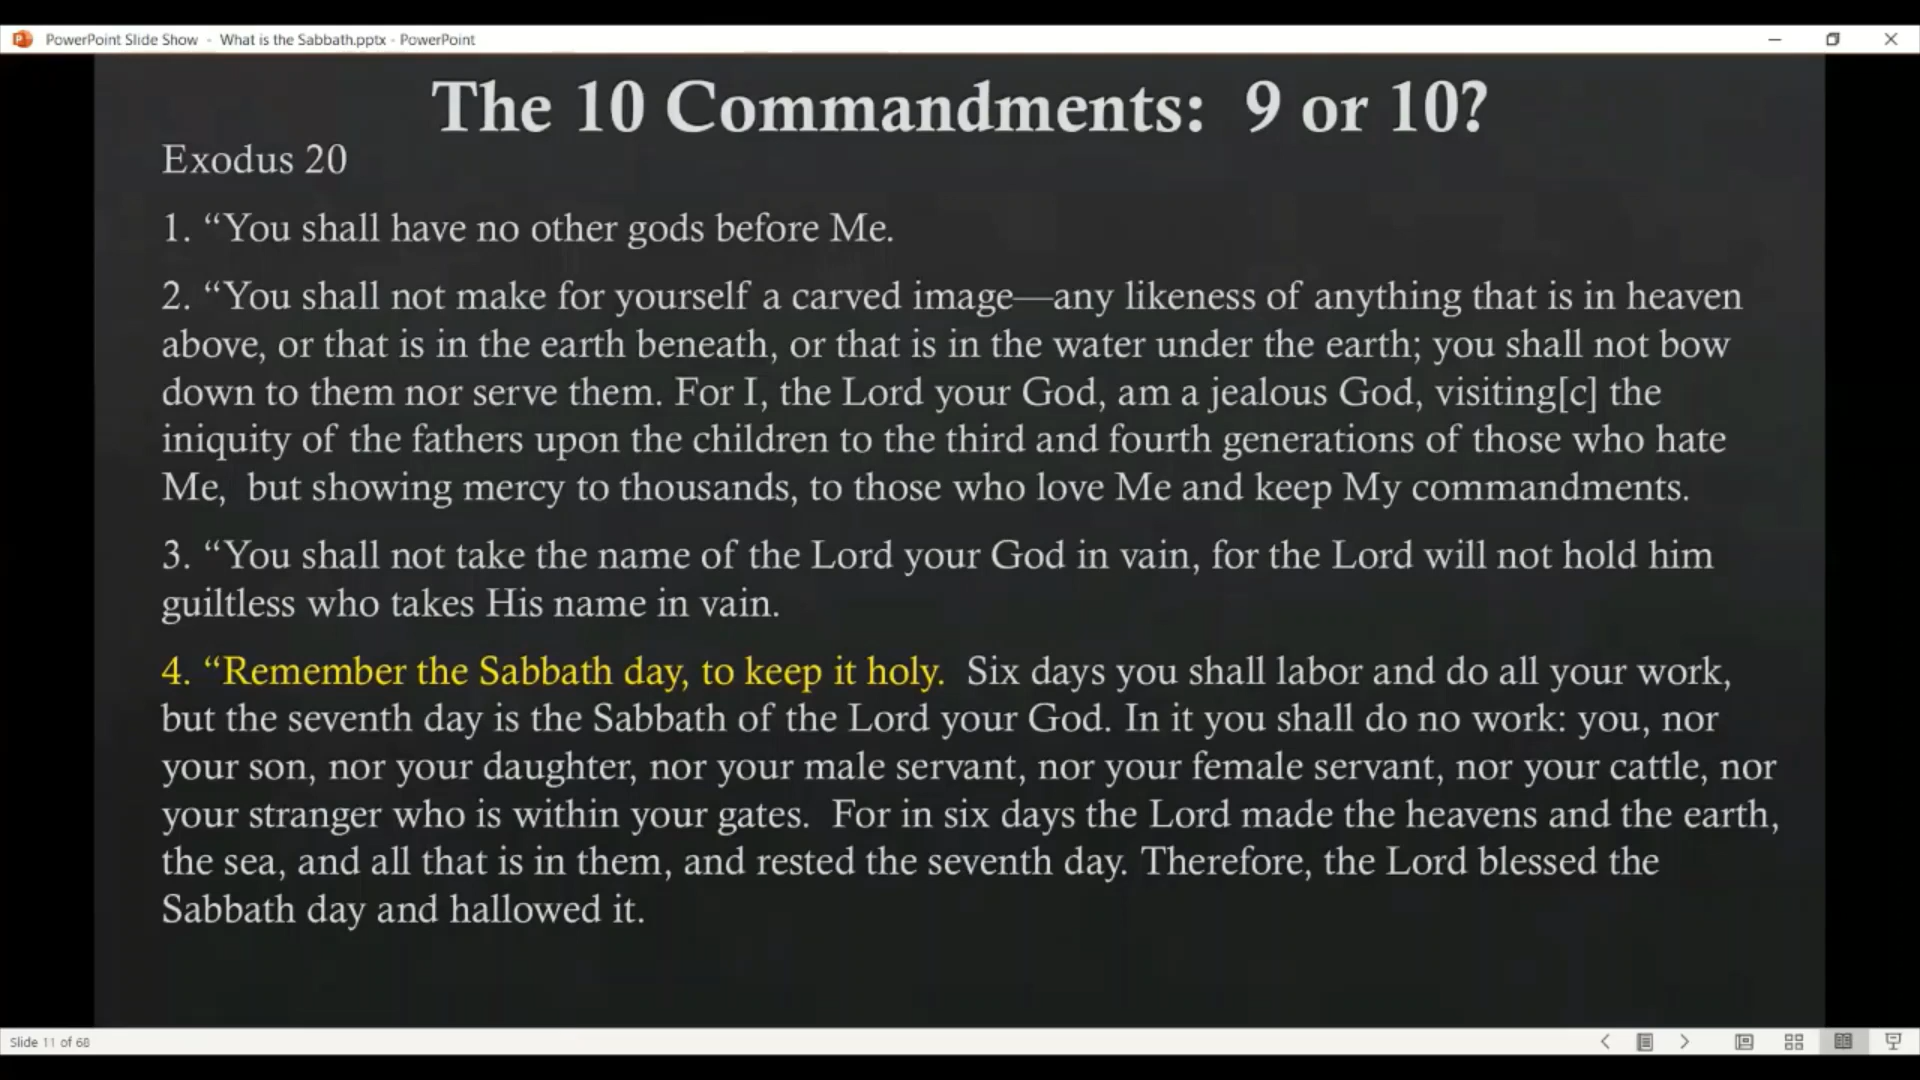 PowerPoint Slide Show - What is the Sabbath.pptx - PowerPoint
The 10 Commandments:  9 or 10?
Exodus 20
1. “You shall have no other gods before Me.
2. “You shall not make for yourself a carved image—any likeness of anything that is in heaven
above, or that is in the earth beneath, or that is in the water under the earth; you shall not bow
down to them nor serve them. For I, the Lord your God, am a jealous God, visiting[c] the
iniquity of the fathers upon the children to the third and fourth generations of those who hate
Me,  but showing mercy to thousands, to those who love Me and keep My commandments.
3. “You shall not take the name of the Lord your God in vain, for the Lord will not hold him
guiltless who takes His name in vain.
4. “Remember the Sabbath day, to keep it holy.  Six days you shall labor and do all your work,
but the seventh day is the Sabbath of the Lord your God. In it you shall do no work: you, nor
your son, nor your daughter, nor your male servant, nor your female servant, nor your cattle, nor
your stranger who is within your gates.  For in six days the Lord made the heavens and the earth,
the sea, and all that is in them, and rested the seventh day. Therefore, the Lord blessed the
Sabbath day and hallowed it.
Slide 11 of 68